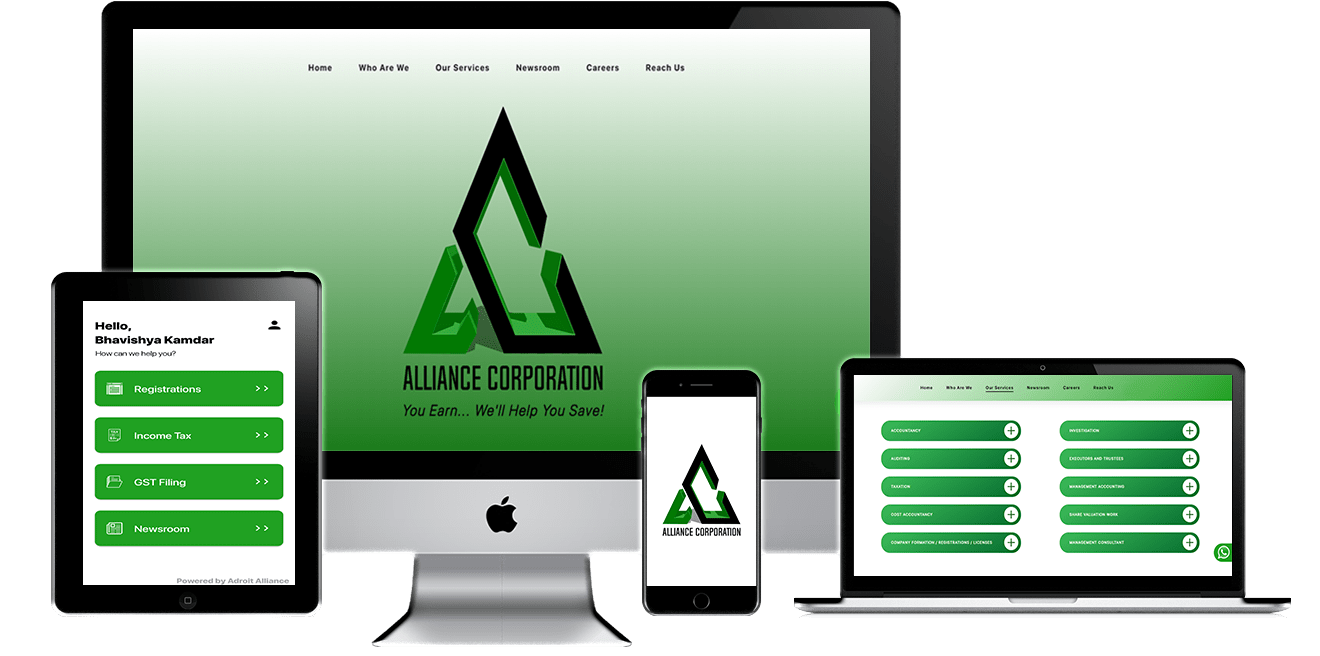 Home Who Are We Our Services Newsroom Careers Reach Us
ALLIANCE CORPORATION
You Earn... We'll Help You Save!
Hello,
Bhavishya Kamdar
How can we help you?
Registrations >>
Income Tax >>
GST Filing >>
Newsroom >>
Powered by Adroit Alliance
ALLIANCE CORPORATION
Home Who Are We Our Services Newsroom Careers Reach Us
ACCOUNTANCY
AUDITING
TAXATION
COST ACCOUNTANCY
COMPANY FORMATION / REGISTRATIONS / LICENSES
INVESTIGATION
EXECUTORS AND TRUSTEES
MANAGEMENT ACCOUNTING
SHARE VALUATION WORK
MANAGEMENT CONSULTANT